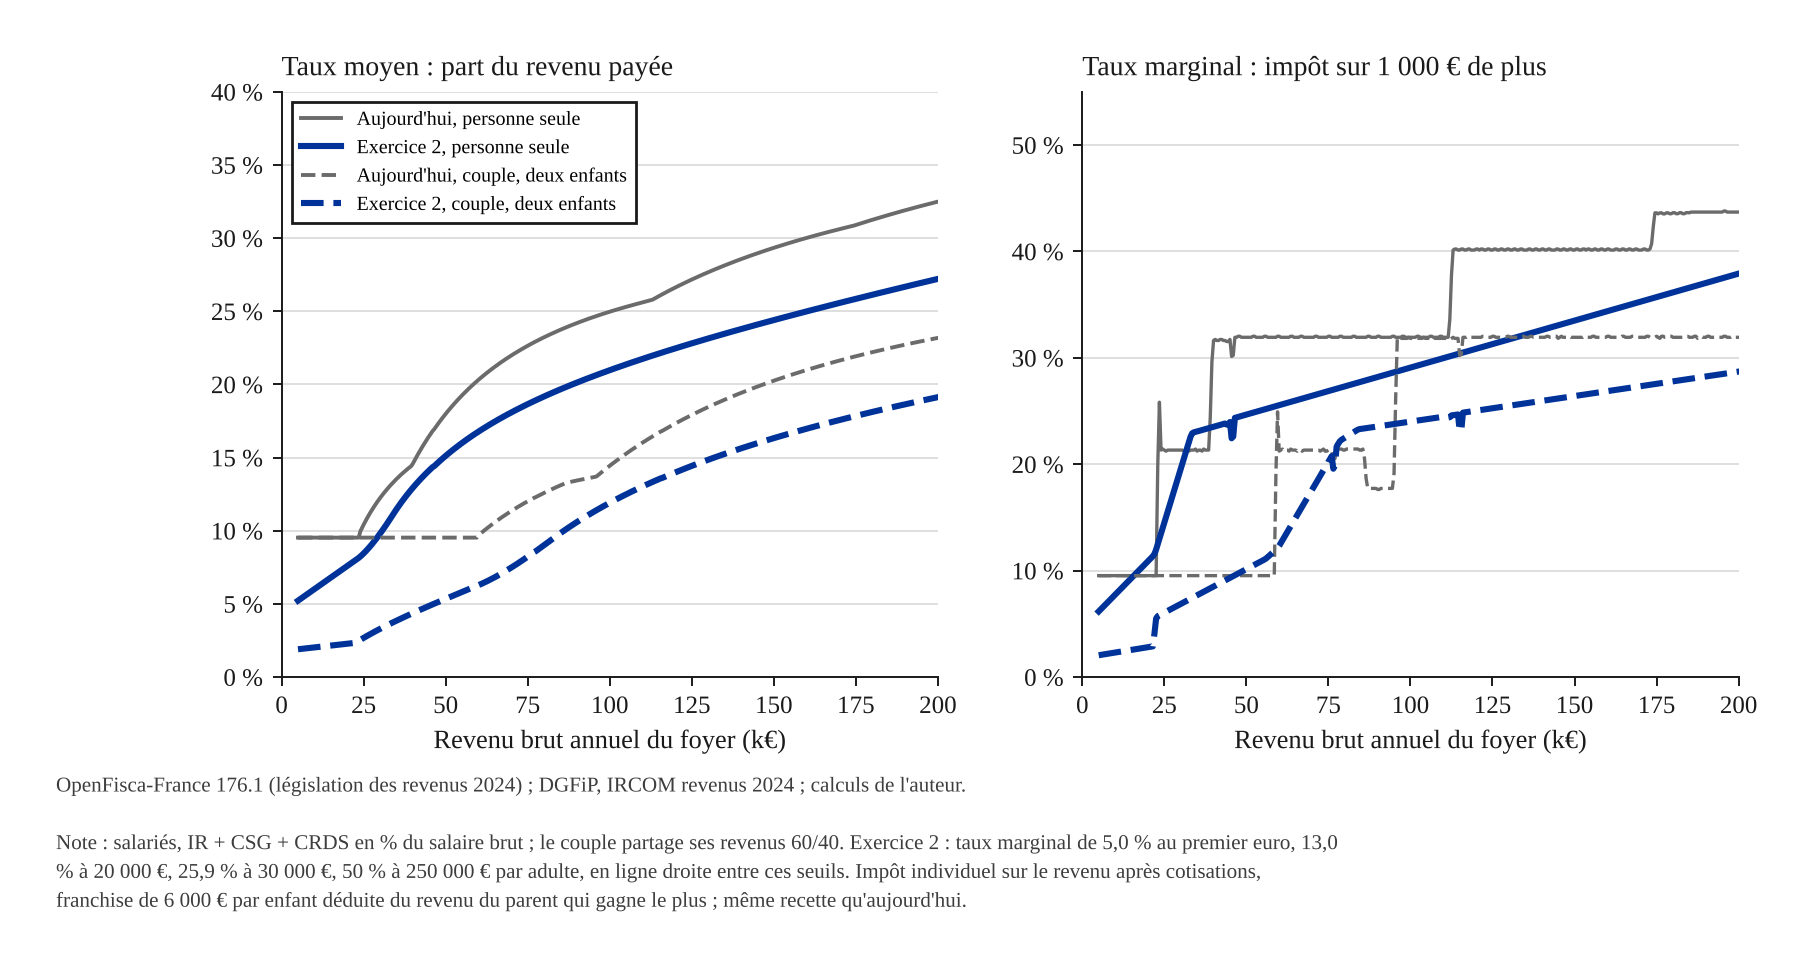 Taux moyen : part du revenu payée
40 %
35 %
30 %
25 %
20 %
15 %
10 %
5 %
0 %
Aujourd'hui, personne seule
Exercice 2, personne seule
Aujourd'hui, couple, deux enfants
Exercice 2, couple, deux enfants
0 25 50 75 100 125 150 175 200
Revenu brut annuel du foyer (k€)
Taux marginal : impôt sur 1 000 € de plus
50 %
40 %
30 %
20 %
10 %
0 %
0 25 50 75 100 125 150 175 200
Revenu brut annuel du foyer (k€)
OpenFisca-France 176.1 (législation des revenus 2024) ; DGFiP, IRCOM revenus 2024 ; calculs de l'auteur.
Note : salariés, IR + CSG + CRDS en % du salaire brut ; le couple partage ses revenus 60/40. Exercice 2 : taux marginal de 5,0 % au premier euro, 13,0
% à 20 000 €, 25,9 % à 30 000 €, 50 % à 250 000 € par adulte, en ligne droite entre ces seuils. Impôt individuel sur le revenu après cotisations,
franchise de 6 000 € par enfant déduite du revenu du parent qui gagne le plus ; même recette qu'aujourd'hui.